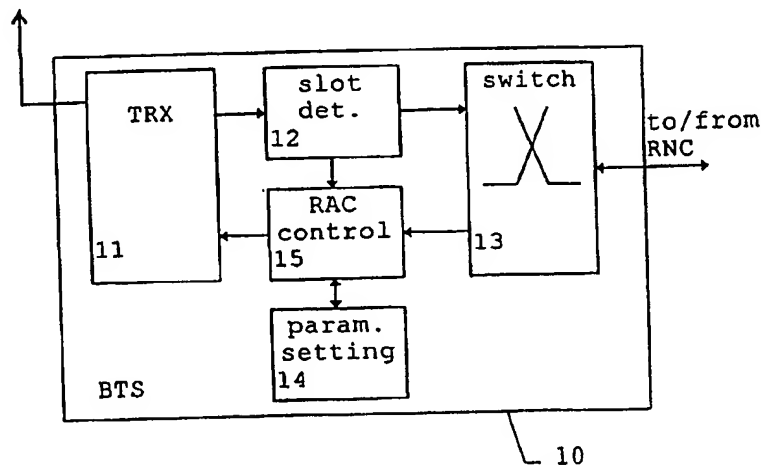 TRX
11
slot
det.
12
switch
13
to/from
RNC
RAC
control
15
param.
setting
14
BTS
10